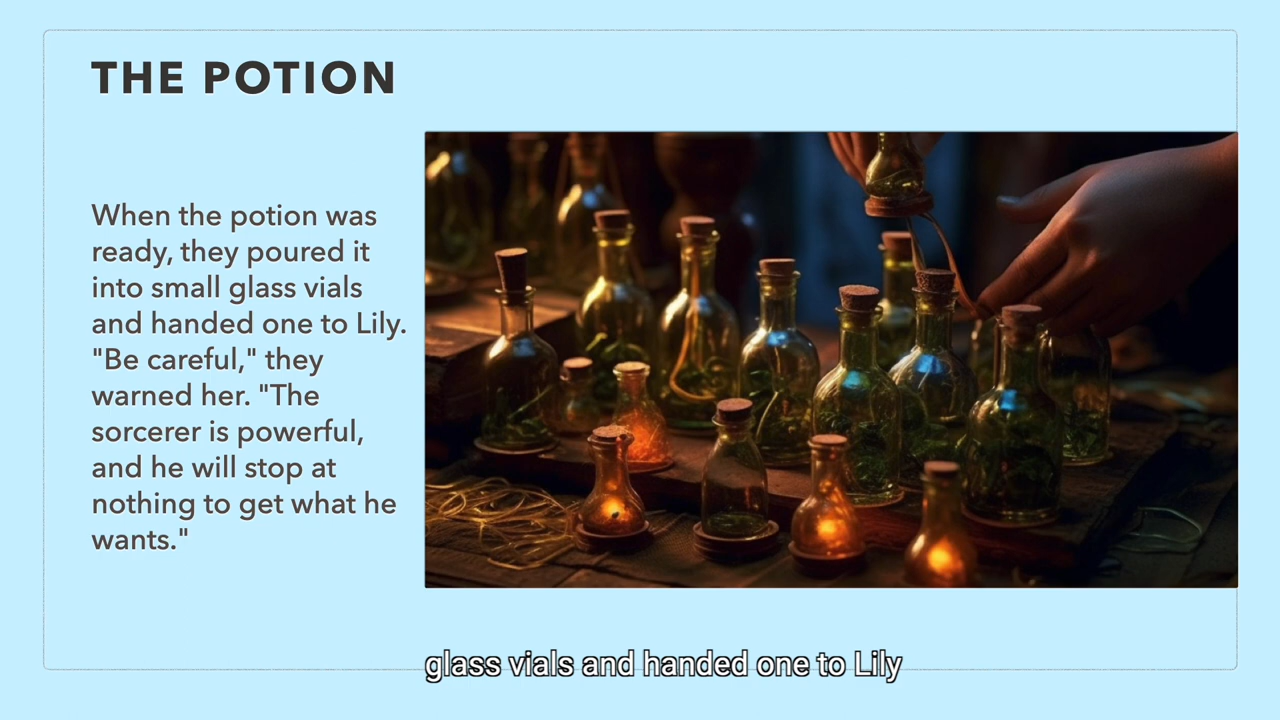 THE POTION
When the potion was
ready, they poured it
into small glass vials
and handed one to Lily.
"Be careful," they
warned her. "The
sorcerer is powerful,
and he will stop at
nothing to get what he
wants."
glass vials and handed one to Lily